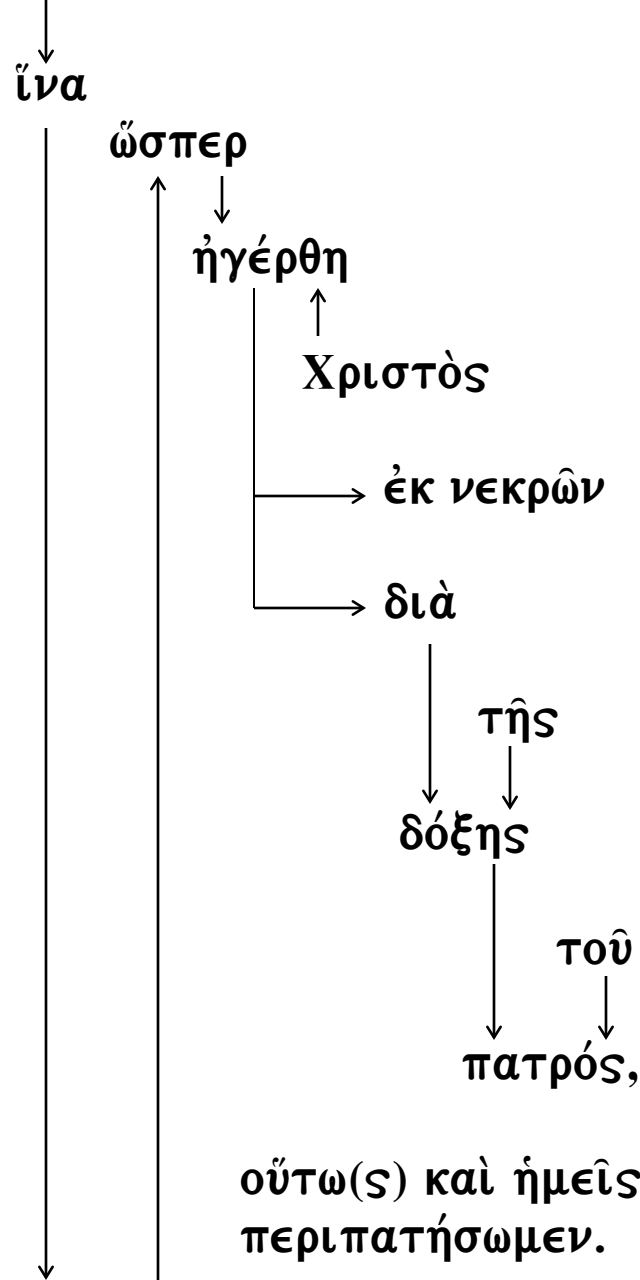 ἵνα
ὥσπερ
ἠγέρθη
Χριστὸς
ἐκ νεκρῶν
διὰ
τῆς
δόξης
τοῦ
πατρός,
οὕτω(ς) καὶ ἡμεῖς
περιπατήσωμεν.